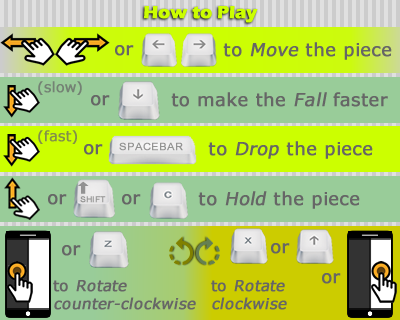 How to Play
or ← → to Move the piece
(slow) or ↓ to make the Fall faster
(fast) or SPACEBAR to Drop the piece
or SHIFT or C to Hold the piece
or Z
to Rotate
counter-clockwise
X or ↑
or
to Rotate
clockwise